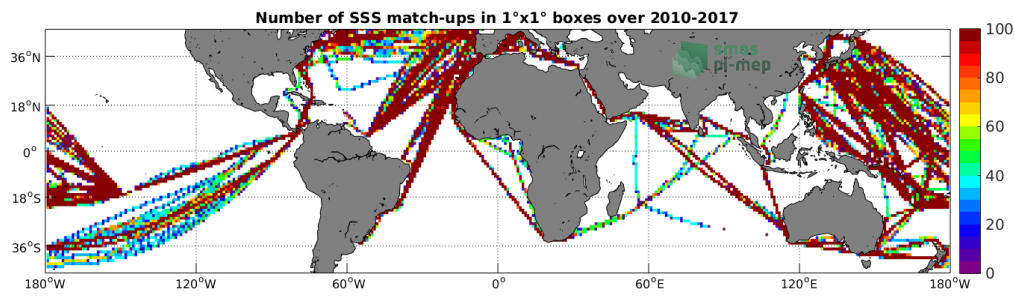 Number of SSS match-ups in 1°x1° boxes over 2010-2017
smos
pi-mep
36°N
18°N
0°
18°S
36°S
180°W 120°W 60°W 0° 60°E 120°E 180°W
100
80
60
40
20
0